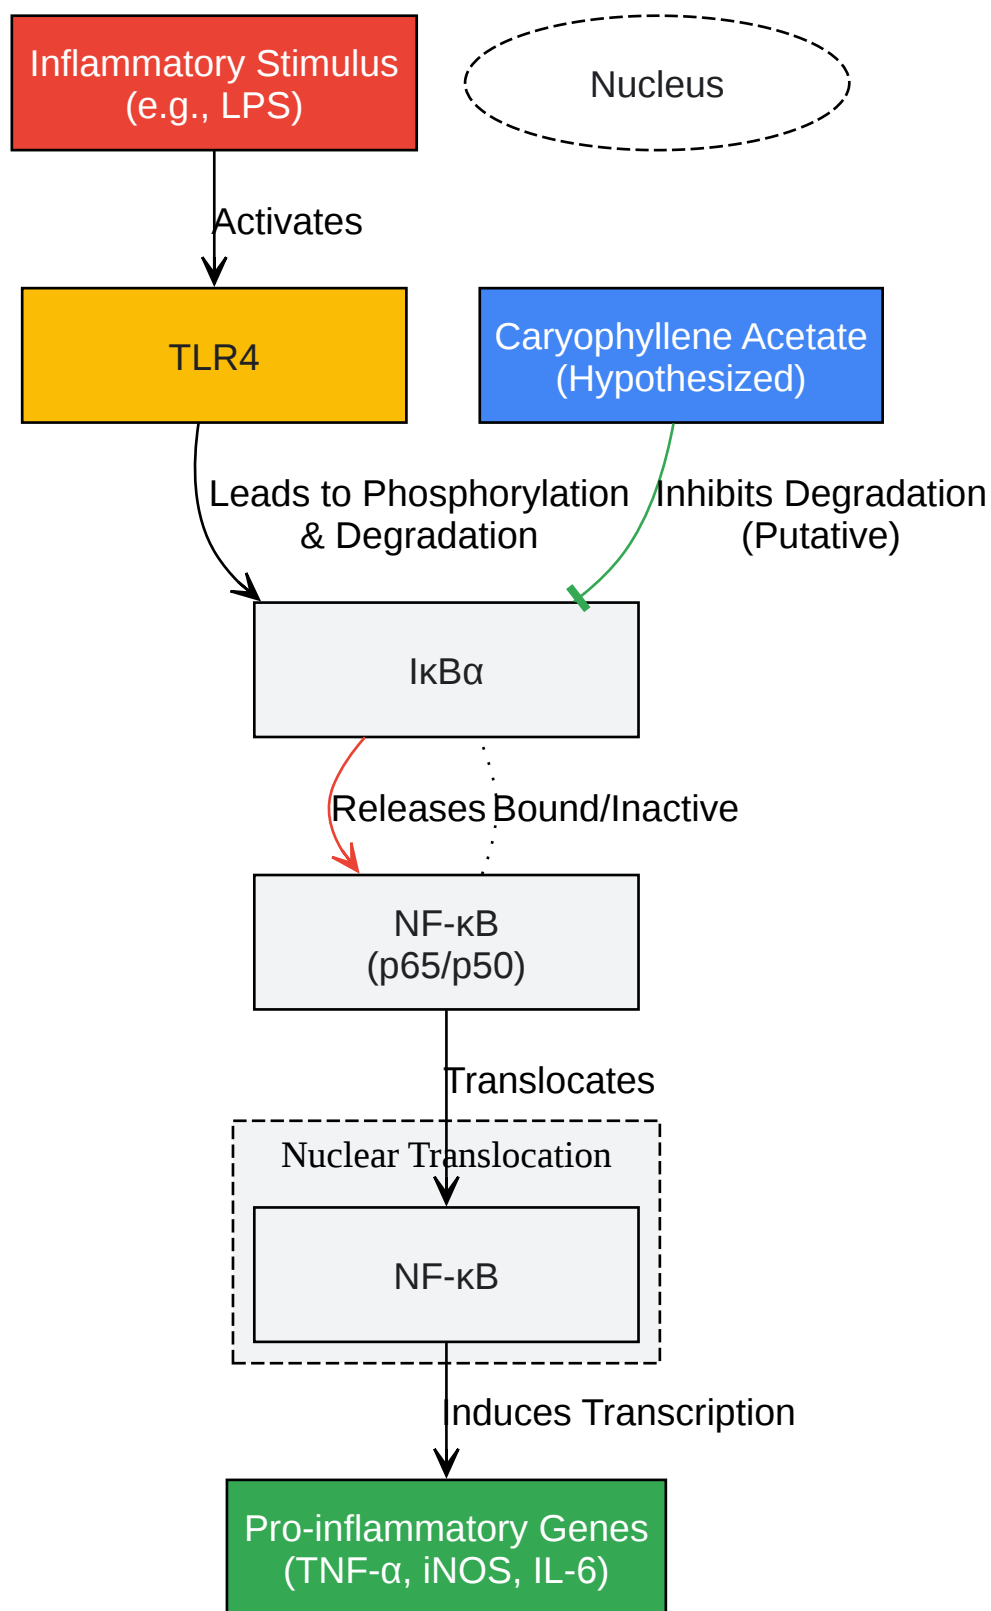 Inflammatory Stimulus
(e.g., LPS)
Nucleus
Activates
TLR4
Caryophyllene Acetate
(Hypothesized)
Leads to Phosphorylation
& Degradation
Inhibits Degradation
(Putative)
IκBα
Releases
Bound/Inactive
NF-κB
(p65/p50)
Translocates
Nuclear Translocation
NF-κB
Induces Transcription
Pro-inflammatory Genes
(TNF-α, iNOS, IL-6)